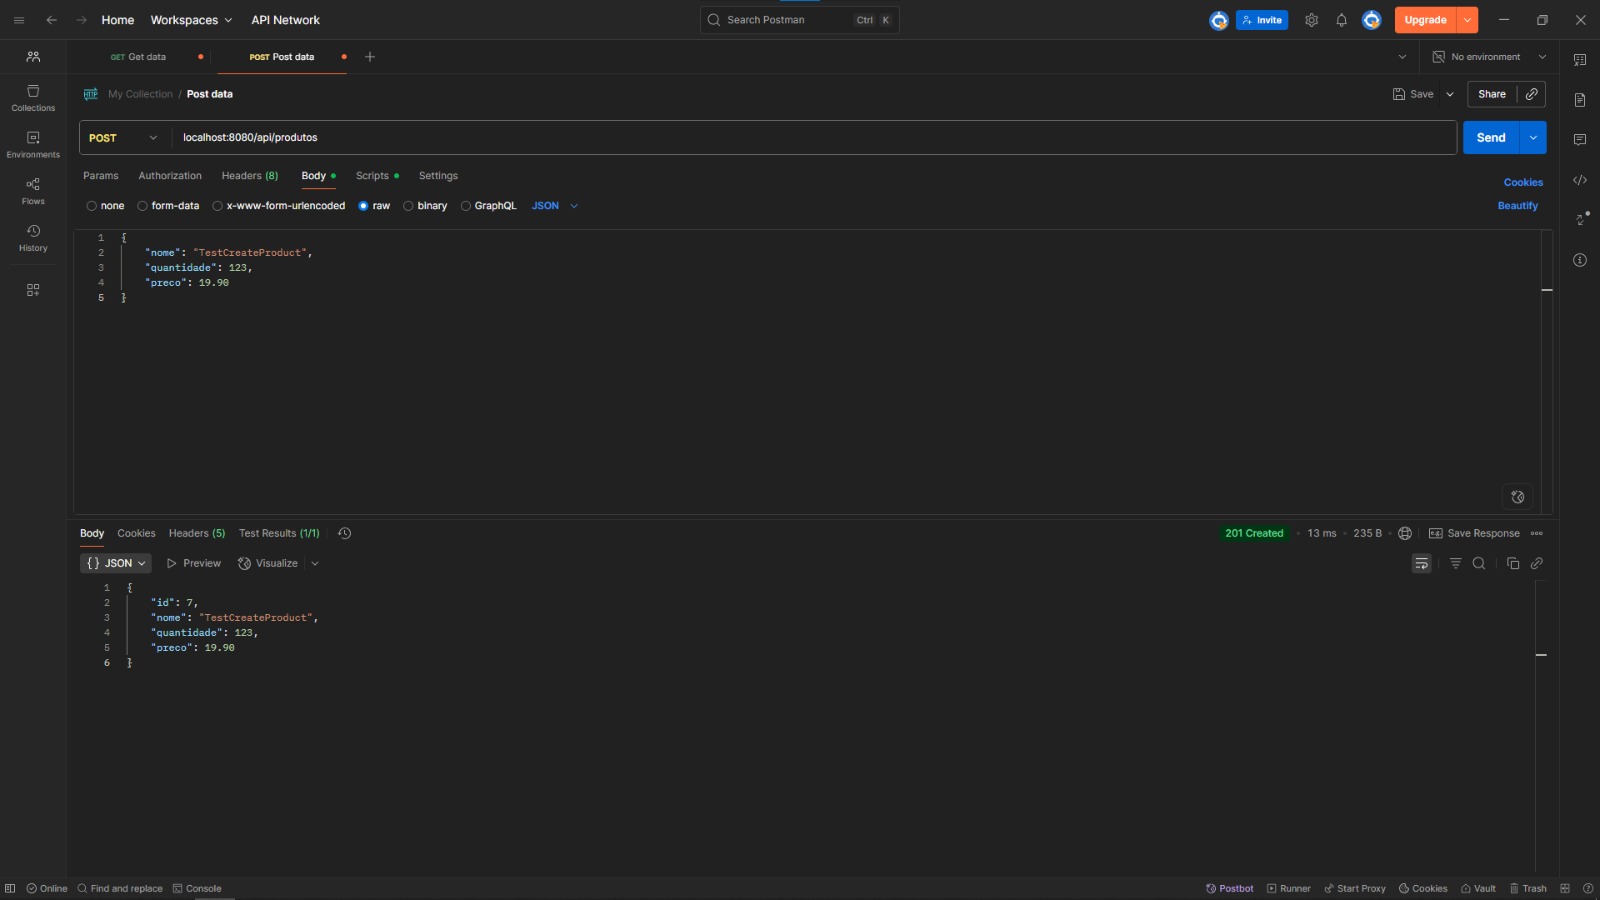 Home Workspaces API Network Search Postman Ctrl K Invite Upgrade
GET Get data POST Post data No environment
HTTP My Collection / Post data Save Share
Collections
POST localhost:8080/api/produtos Send
Environments
Params Authorization Headers (8) Body Scripts Settings Cookies
none form-data x-www-form-urlencoded raw binary GraphQL JSON Beautify
Flows
History
1 {
2 "nome": "TestCreateProduct",
3 "quantidade": 123,
4 "preco": 19.90
5 }
Body Cookies Headers (5) Test Results (1/1) 201 Created • 13 ms • 235 B Save Response
{} JSON Preview Visualize
1 {
2 "id": 7,
3 "nome": "TestCreateProduct",
4 "quantidade": 123,
5 "preco": 19.90
6 }
Online Find and replace Console Postbot Runner Start Proxy Cookies Vault Trash